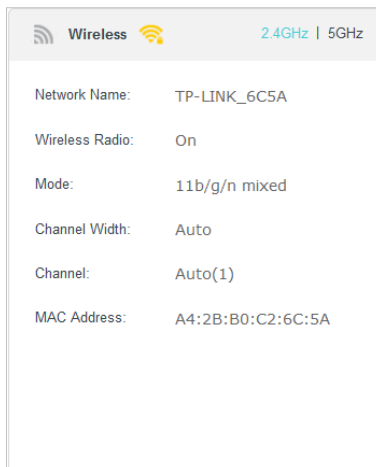 Wireless 2.4GHz | 5GHz
Network Name: TP-LINK_6C5A
Wireless Radio: On
Mode: 11b/g/n mixed
Channel Width: Auto
Channel: Auto(1)
MAC Address: A4:2B:B0:C2:6C:5A